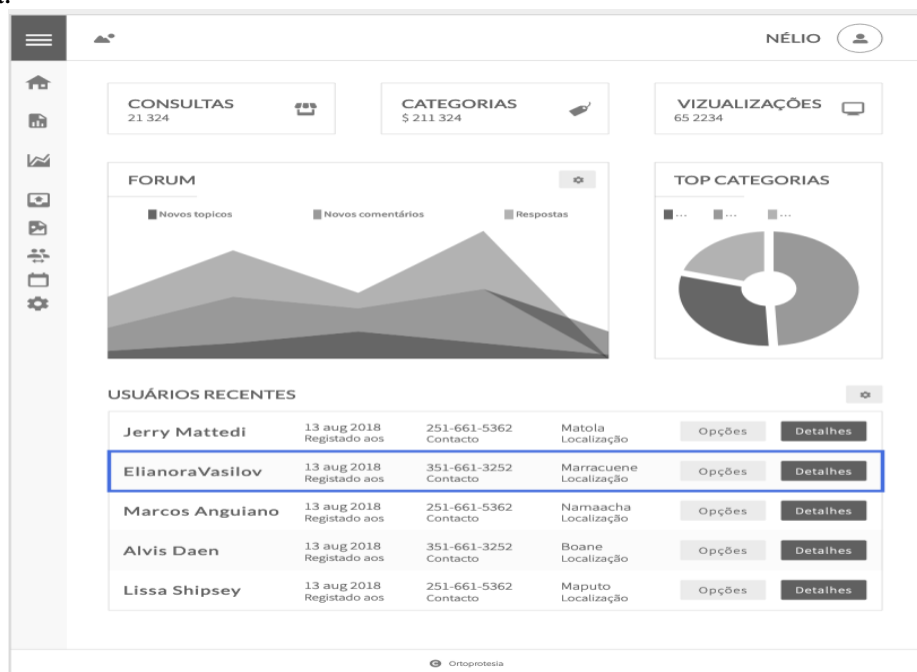 NÉLIO
CONSULTAS
21 324
CATEGORIAS
$ 211 324
VIZUALIZAÇÕES
65 2234
FORUM
Novos topicos
Novos comentários
Respostas
TOP CATEGORIAS
...
...
...
USUÁRIOS RECENTES
Jerry Mattedi
13 aug 2018
Registado aos
251-661-5362
Contacto
Matola
Localização
Opções
Detalhes
ElianoraVasilov
13 aug 2018
Registado aos
351-661-3252
Contacto
Marracuene
Localização
Opções
Detalhes
Marcos Anguiano
13 aug 2018
Registado aos
251-661-5362
Contacto
Namaacha
Localização
Opções
Detalhes
Alvis Daen
13 aug 2018
Registado aos
351-661-3252
Contacto
Boane
Localização
Opções
Detalhes
Lissa Shipsey
13 aug 2018
Registado aos
251-661-5362
Contacto
Maputo
Localização
Opções
Detalhes
Ortoprotesia